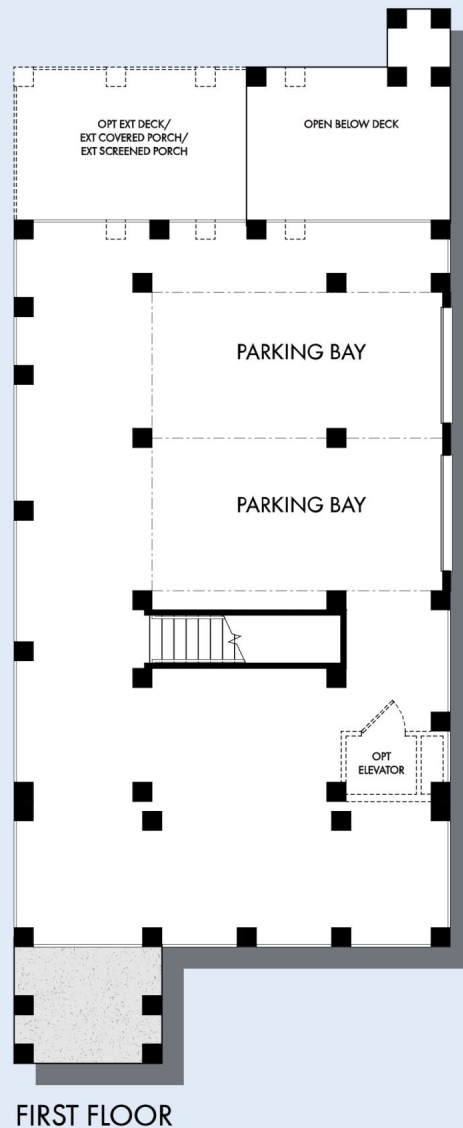 OPT EXT DECK/
EXT COVERED PORCH/
EXT SCREENED PORCH
OPEN BELOW DECK
PARKING BAY
PARKING BAY
OPT
ELEVATOR
FIRST FLOOR